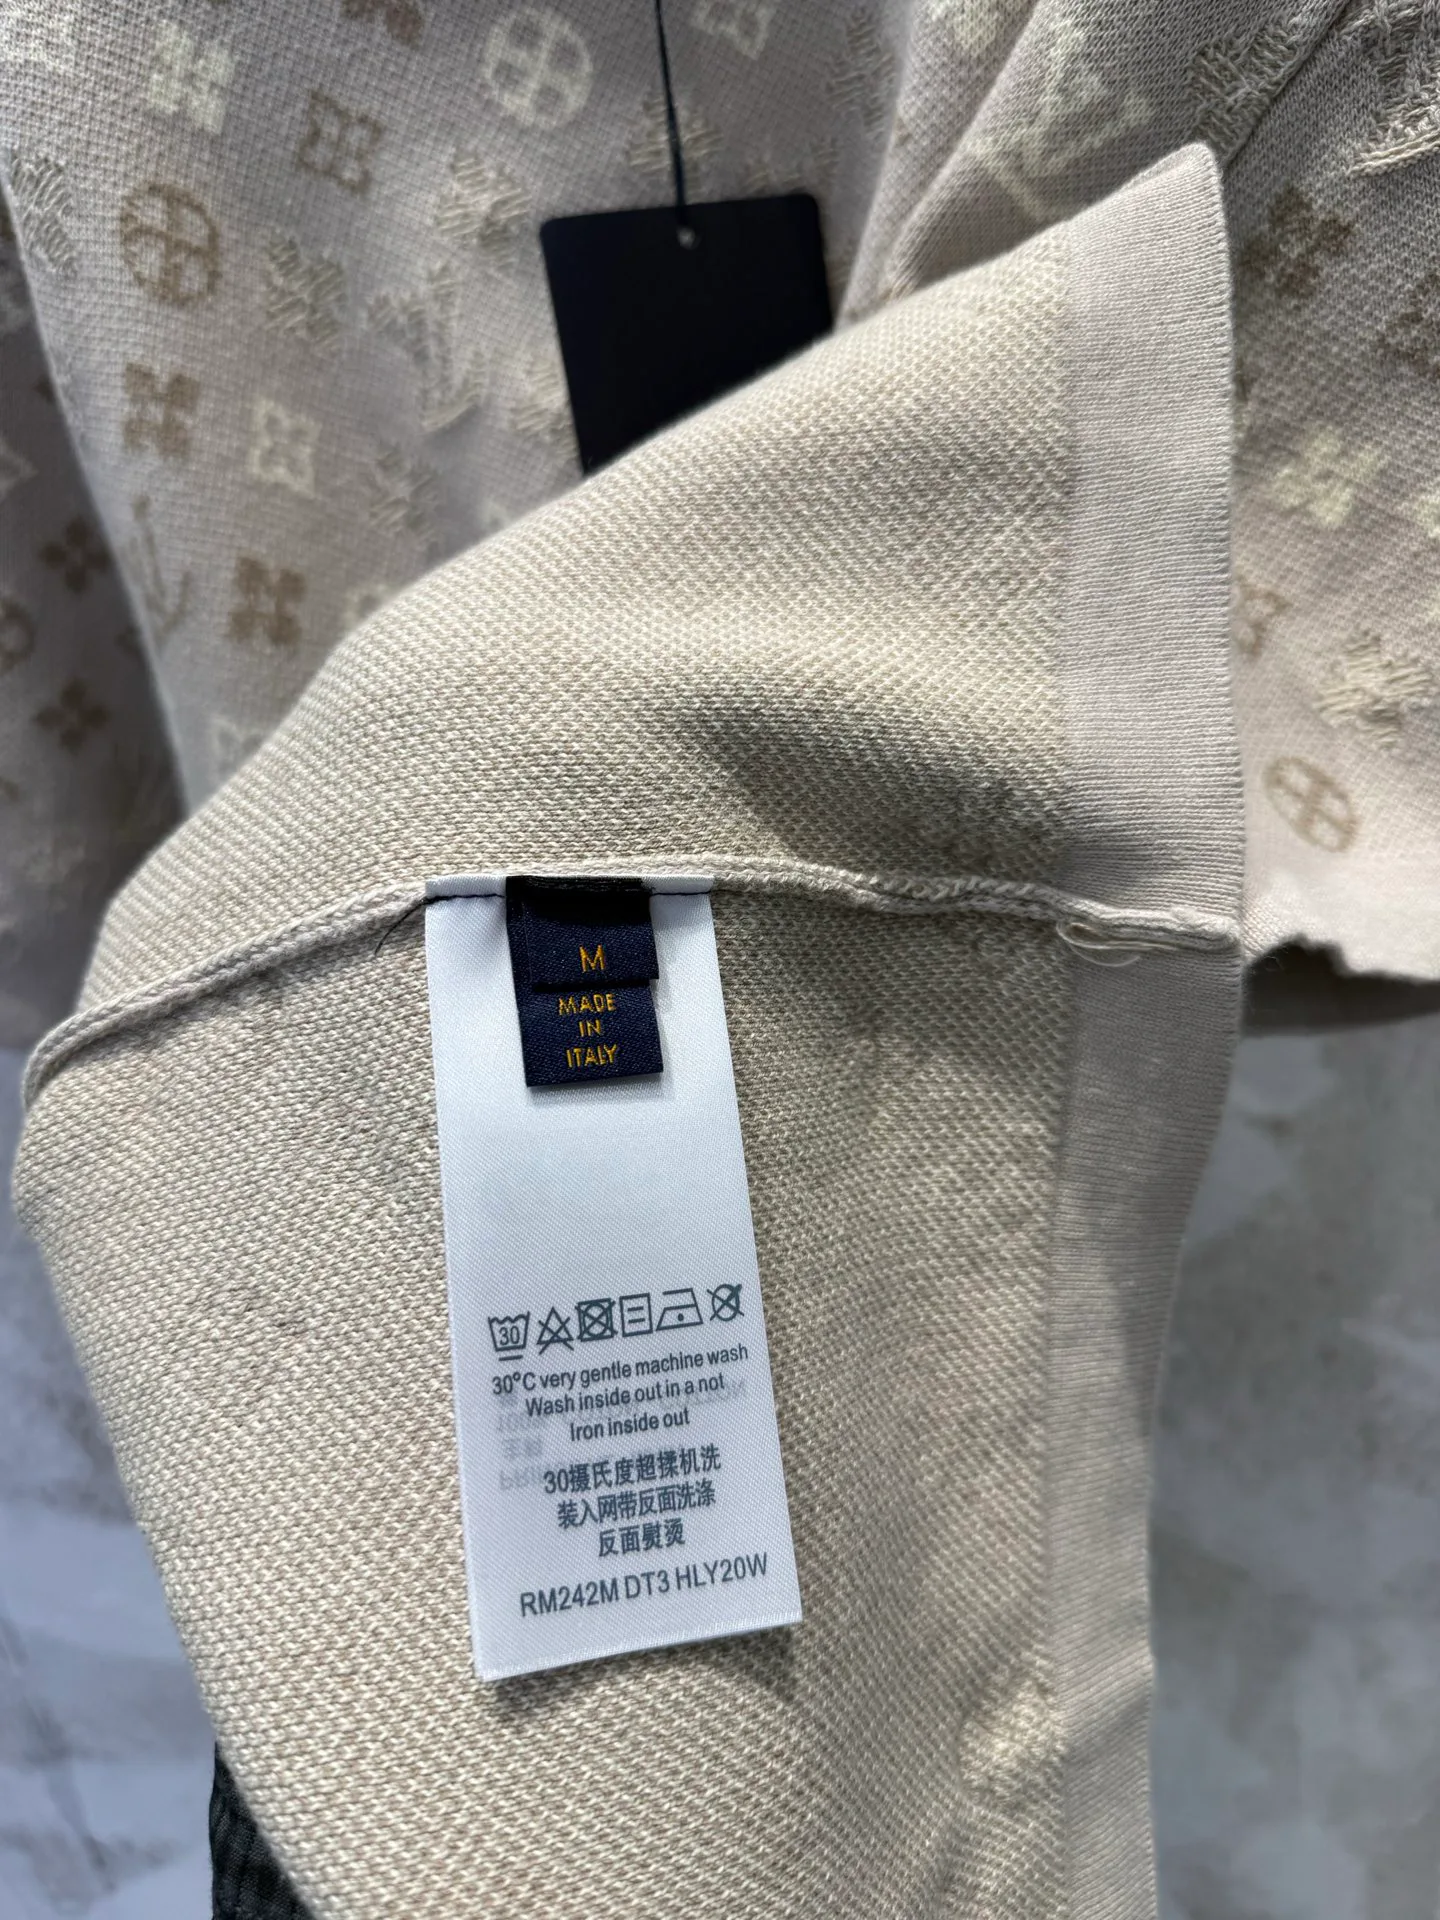 M
MADE
IN
ITALY
30
30°C very gentle machine wash
Wash inside out in a not
Iron inside out
30摄氏度超揉机洗
装入网带反面洗涤
反面熨烫
RM242M DT3 HLY20W